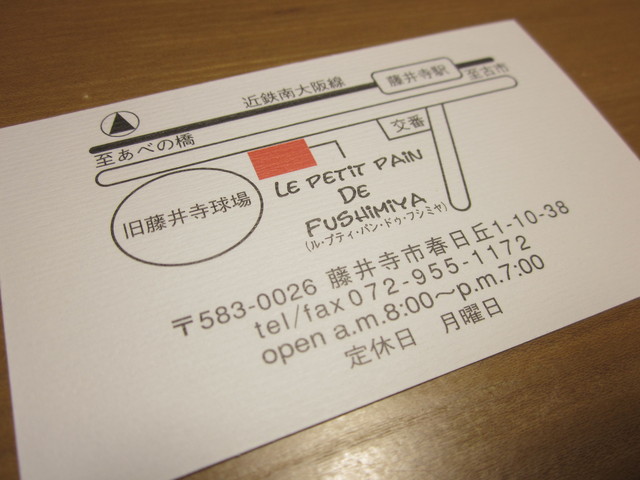 近鉄南大阪線
藤井寺駅
至古市
至あべの橋
交番
旧藤井寺球場
LE PETIT PAIN
DE
FUSHIMIYA
(ル・プティ・パン・ドゥ・フシミヤ)
〒583-0026 藤井寺市春日丘1-10-38
tel/fax072-955-1172
open a.m.8:00〜p.m.7:00
定休日 月曜日